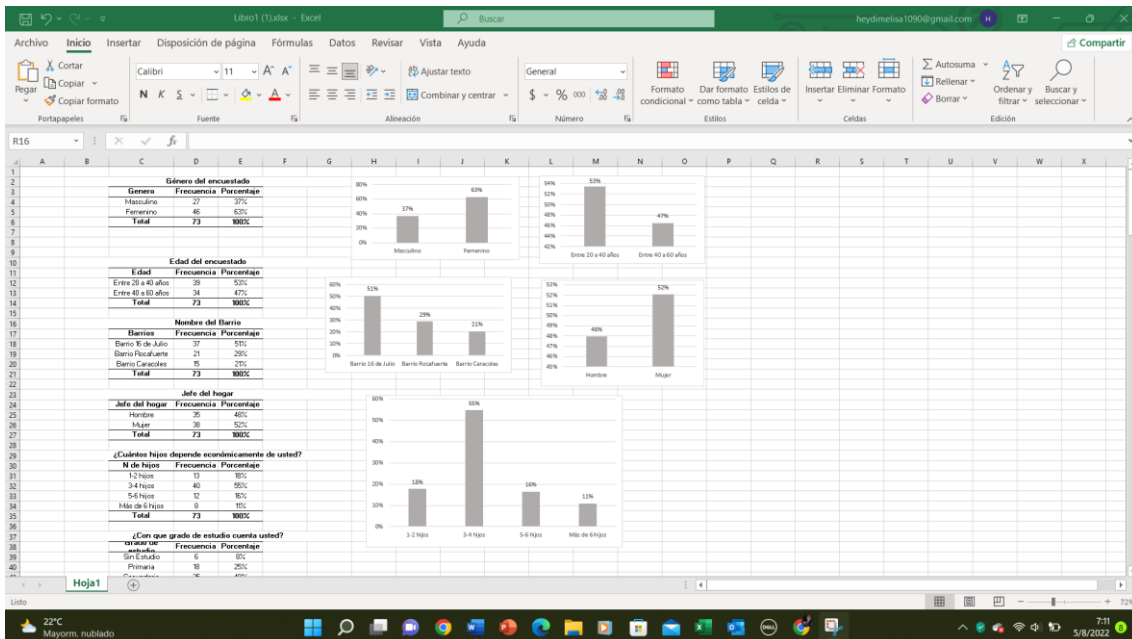 Libro1 (1).xlsx - Excel
Buscar
heydimelisa1090@gmail.com
H
Archivo Inicio Insertar Disposición de página Fórmulas Datos Revisar Vista Ayuda
Compartir
Pegar
Cortar
Copiar
Copiar formato
Portapapeles
Calibri 11
N K S
Fuente
Ajustar texto
Combinar y centrar
Alineación
General
$ % 000
Número
Formato condicional
Dar formato como tabla
Estilos de celda
Estilos
Insertar Eliminar Formato
Celdas
Autosuma
Rellenar
Borrar
Ordenar y filtrar
Buscar y seleccionar
Edición
R16
fx
A B C D E F G H I J K L M N O P Q R S T U V W X
Género del encuestado
Genero Frecuencia Porcentaje
Masculino 27 37%
Femenino 46 63%
Total 73 100%
Edad del encuestado
Edad Frecuencia Porcentaje
Entre 20 a 40 años 39 53%
Entre 40 a 60 años 34 47%
Total 73 100%
Nombre del Barrio
Barrios Frecuencia Porcentaje
Barrio 16 de Julio 37 51%
Barrio Rocafuerte 21 29%
Barrio Caracoles 15 21%
Total 73 100%
Jefe del hogar
Jefe del hogar Frecuencia Porcentaje
Hombre 35 48%
Mujer 38 52%
Total 73 100%
¿Cuántos hijos depende económicamente de usted?
N de hijos Frecuencia Porcentaje
1-2 hijos 13 18%
3-4 hijos 40 55%
5-6 hijos 12 16%
Más de 6 hijos 8 11%
Total 73 100%
¿Con que grado de estudio cuenta usted?
Frecuencia Porcentaje
Sin Estudio 6 8%
Primaria 18 25%
80%
60%
40%
20%
0%
37%
63%
Masculino Femenino
54%
52%
50%
48%
46%
44%
42%
53%
47%
Entre 20 a 40 años Entre 40 a 60 años
60%
50%
40%
30%
20%
10%
0%
51%
29%
21%
Barrio 16 de Julio Barrio Rocafuerte Barrio Caracoles
53%
52%
51%
50%
49%
48%
47%
46%
45%
48%
52%
Hombre Mujer
60%
50%
40%
30%
20%
10%
0%
18%
55%
16%
11%
1-2 hijos 3-4 hijos 5-6 hijos Más de 6 hijos
Hoja1
Listo
72%
22°C
Mayorm. nublado
7:11
5/8/2022